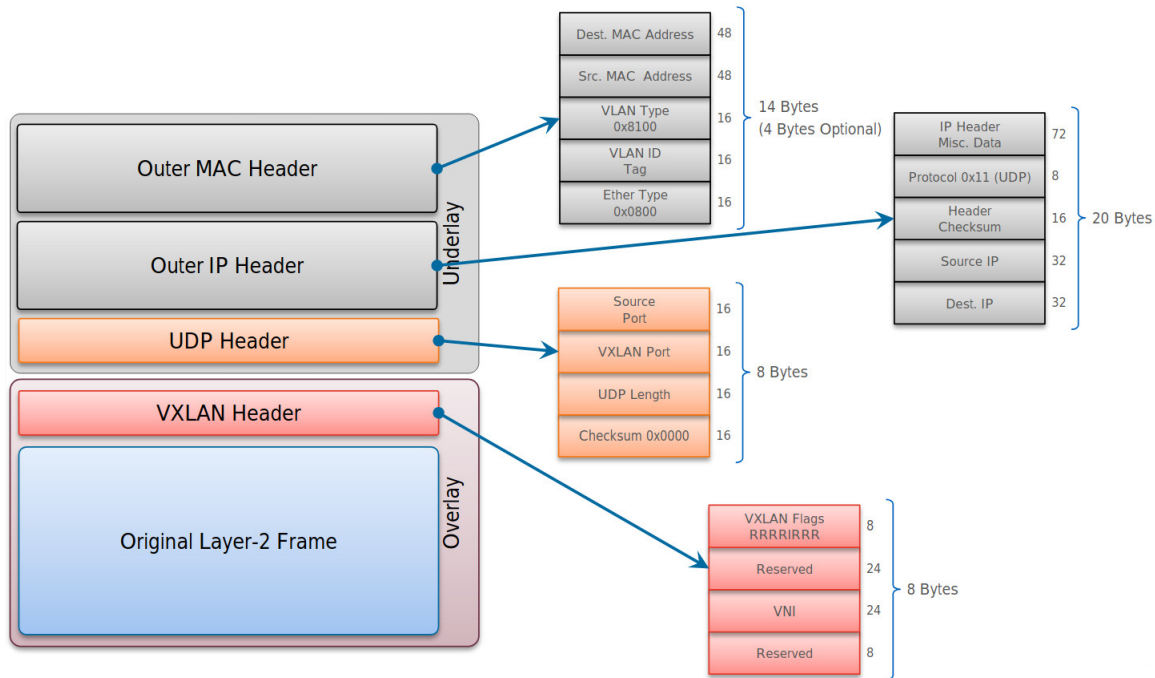 Outer MAC Header
Outer IP Header
UDP Header
Underlay
VXLAN Header
Original Layer-2 Frame
Overlay
Dest. MAC Address
48
Src. MAC Address
48
VLAN Type
0x8100
16
VLAN ID
Tag
16
Ether Type
0x0800
16
14 Bytes
(4 Bytes Optional)
IP Header
Misc. Data
72
Protocol 0x11 (UDP)
8
Header
Checksum
16
Source IP
32
Dest. IP
32
20 Bytes
Source
Port
16
VXLAN Port
16
UDP Length
16
Checksum 0x0000
16
8 Bytes
VXLAN Flags
RRRRIRRR
8
Reserved
24
VNI
24
Reserved
8
8 Bytes